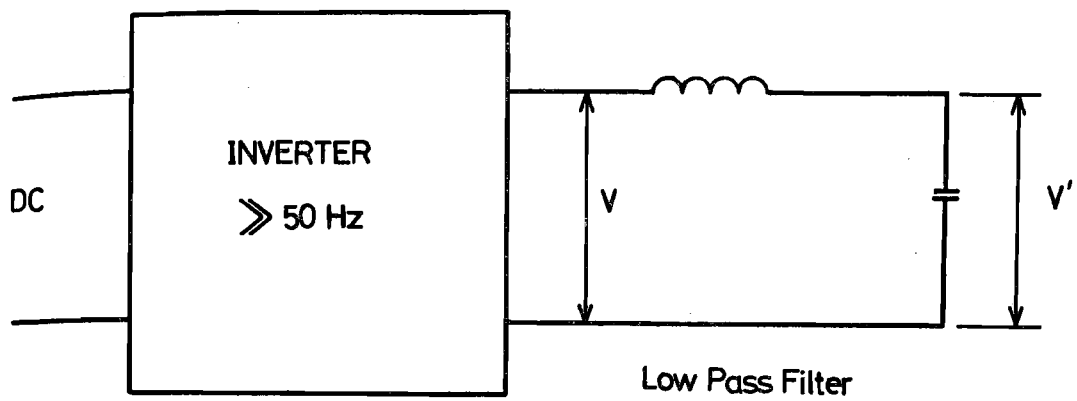 INVERTER
≫ 50 Hz
DC
V
V'
Low Pass Filter